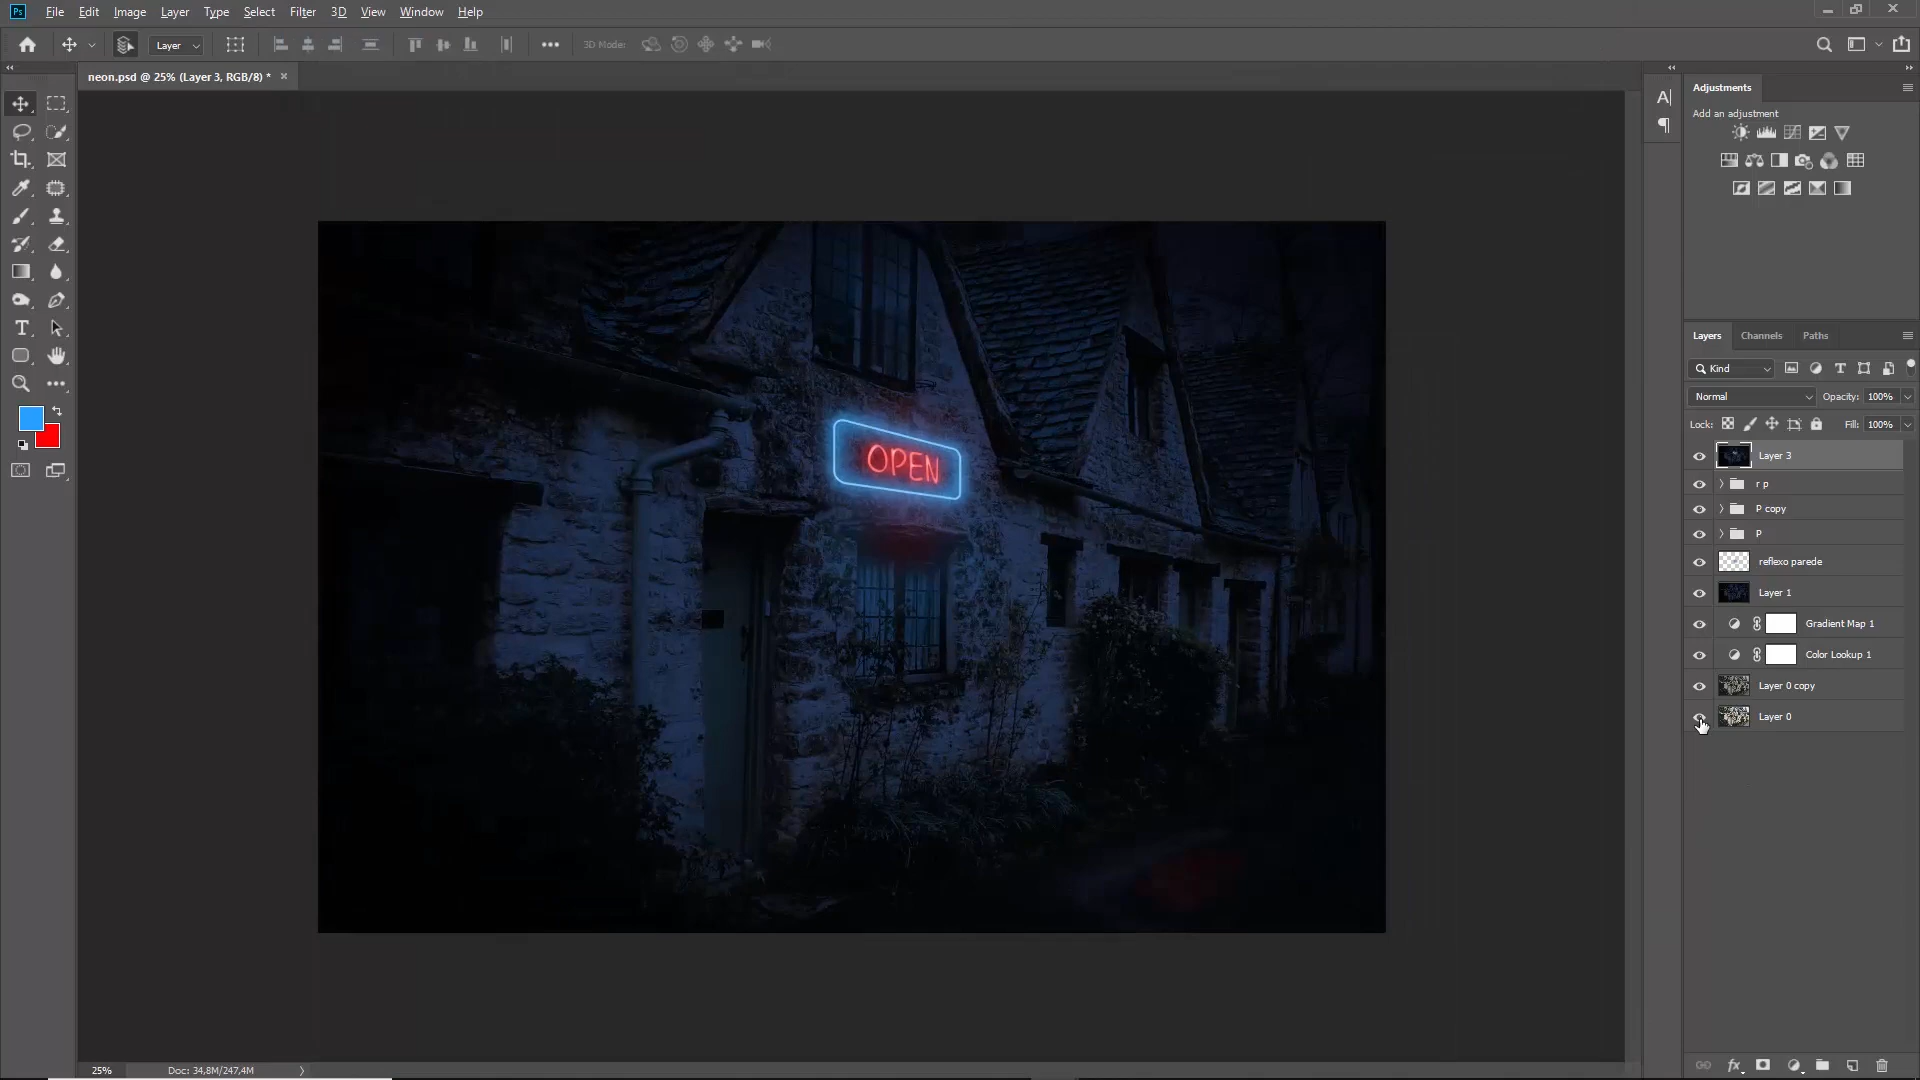 Ps File Edit Image Layer Type Select Filter 3D View Window Help
Layer 3D Mode:
neon.psd @ 25% (Layer 3, RGB/8) *
OPEN
25% Doc: 34,8M/247,4M
A
Adjustments
Add an adjustment
Layers Channels Paths
Kind
Normal Opacity: 100%
Lock: Fill: 100%
Layer 3
r p
P copy
P
reflexo parede
Layer 1
Gradient Map 1
Color Lookup 1
Layer 0 copy
Layer 0
fx